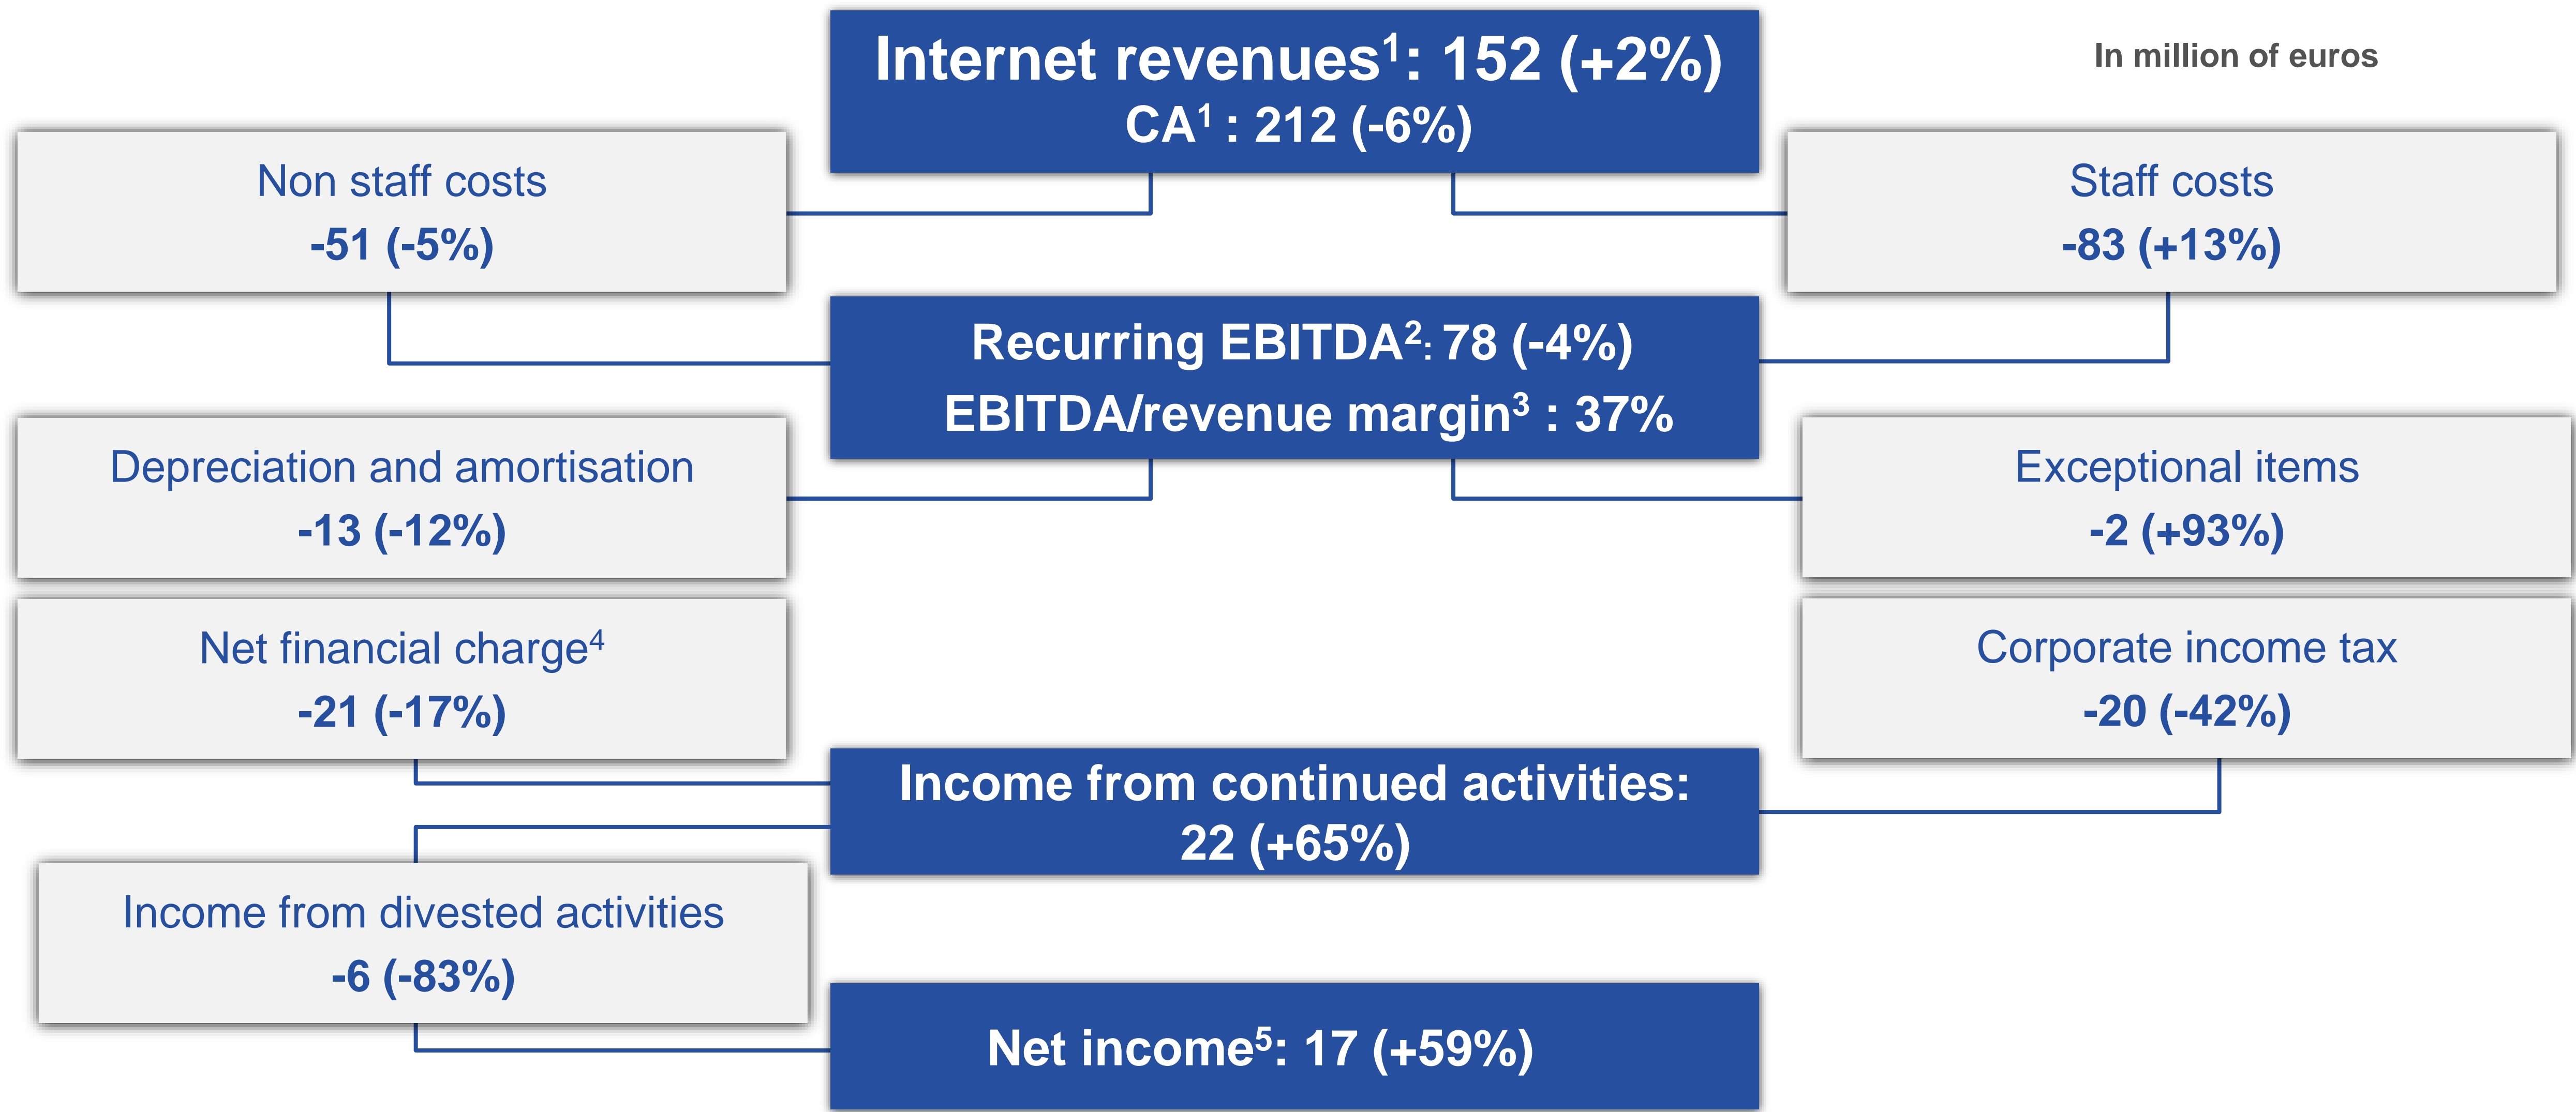 Internet revenues¹: 152 (+2%)
CA¹ : 212 (-6%)
In million of euros
Non staff costs
-51 (-5%)
Staff costs
-83 (+13%)
Recurring EBITDA²: 78 (-4%)
EBITDA/revenue margin³ : 37%
Depreciation and amortisation
-13 (-12%)
Exceptional items
-2 (+93%)
Net financial charge⁴
-21 (-17%)
Corporate income tax
-20 (-42%)
Income from continued activities:
22 (+65%)
Income from divested activities
-6 (-83%)
Net income⁵: 17 (+59%)